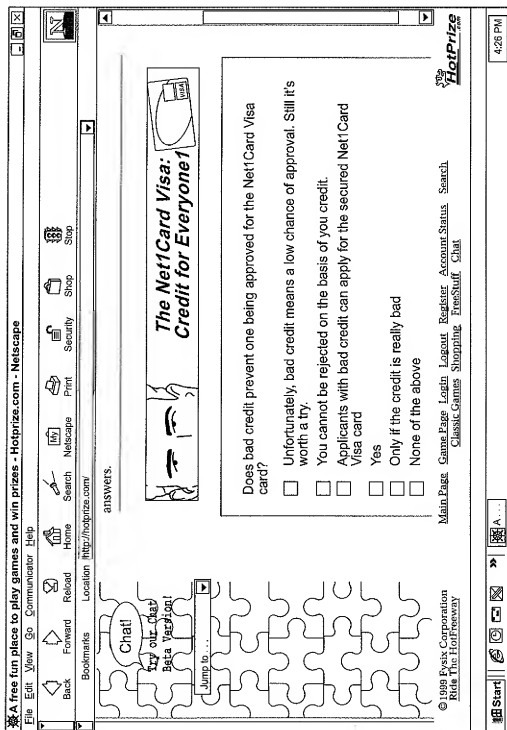 A free fun place to play games and win prizes - Hotprize.com - Netscape
File Edit View Go Communicator Help
Back Forward Reload Home Search Netscape Print Security Shop Stop
My
N
Bookmarks Location http://hotprize.com/
Chat!
Try our Chat
Beta Version!
Jump to . . .
answers.
The Net1Card Visa:
Credit for Everyone!
VISA
Does bad credit prevent one being approved for the Net1Card Visa
card?
Unfortunately, bad credit means a low chance of approval. Still it's
worth a try.
You cannot be rejected on the basis of you credit.
Applicants with bad credit can apply for the secured Net1Card
Visa card
Yes
Only if the credit is really bad
None of the above
© 1999 Fystx Corporation
Ride The HotFreeway
Main Page Game Page Login Logout Register Account Status Search
Classic Games Shopping FreeStuff Chat
HotPrize
.com
Start
»
A . . .
4:26 PM